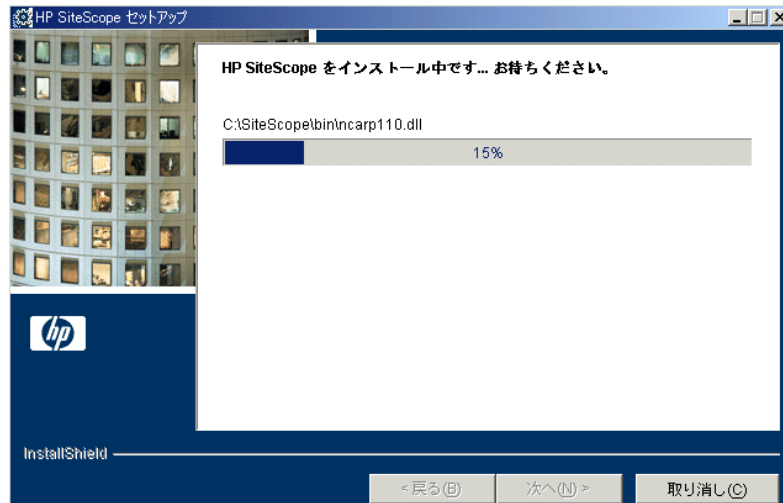 HP SiteScope セットアップ
HP SiteScope をインストール中です... お待ちください。
C:\SiteScope\bin\ncarp110.dll
15%
hp
InstallShield
< 戻る(B)
次へ(N) >
取り消し(C)